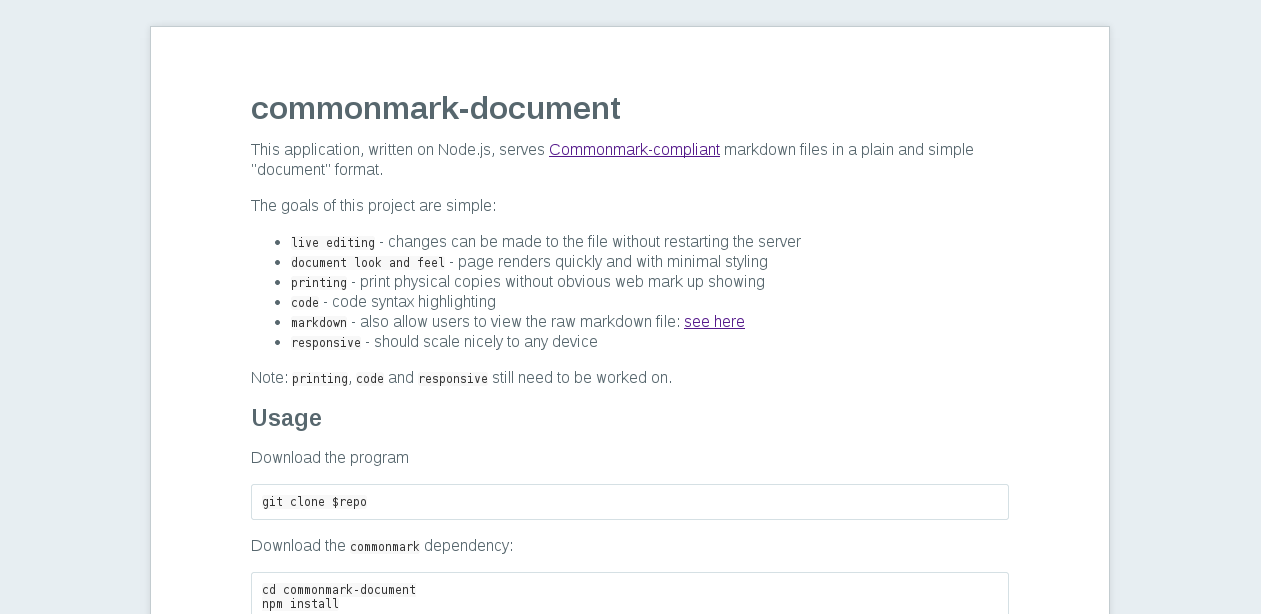 commonmark-document
This application, written on Node.js, serves Commonmark-compliant markdown files in a plain and simple
"document" format.
The goals of this project are simple:
live editing - changes can be made to the file without restarting the server
document look and feel - page renders quickly and with minimal styling
printing - print physical copies without obvious web mark up showing
code - code syntax highlighting
markdown - also allow users to view the raw markdown file: see here
responsive - should scale nicely to any device
Note: printing, code and responsive still need to be worked on.
Usage
Download the program
git clone $repo
Download the commonmark dependency:
cd commonmark-document
npm install